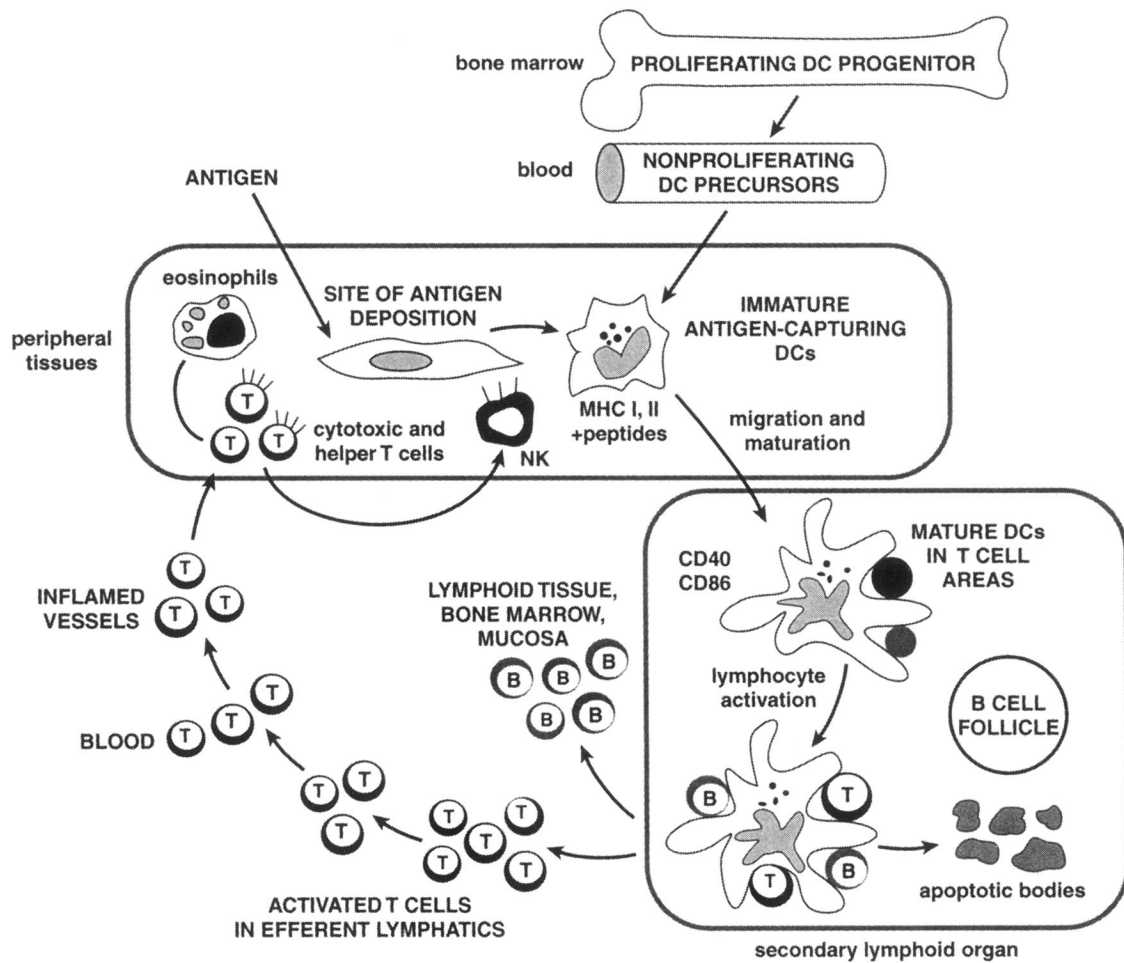 bone marrow
PROLIFERATING DC PROGENITOR
blood
NONPROLIFERATING
DC PRECURSORS
ANTIGEN
peripheral
tissues
eosinophils
SITE OF ANTIGEN
DEPOSITION
IMMATURE
ANTIGEN-CAPTURING
DCs
MHC I, II
+peptides
T
T
T
cytotoxic and
helper T cells
NK
migration and
maturation
CD40
CD86
MATURE DCs
IN T CELL
AREAS
INFLAMED
VESSELS
T
T
T
LYMPHOID TISSUE,
BONE MARROW,
MUCOSA
B
B
B
B
B
lymphocyte
activation
B CELL
FOLLICLE
BLOOD
T
T
T
T
T
T
T
T
T
T
T
T
B
T
T
B
apoptotic bodies
ACTIVATED T CELLS
IN EFFERENT LYMPHATICS
secondary lymphoid organ